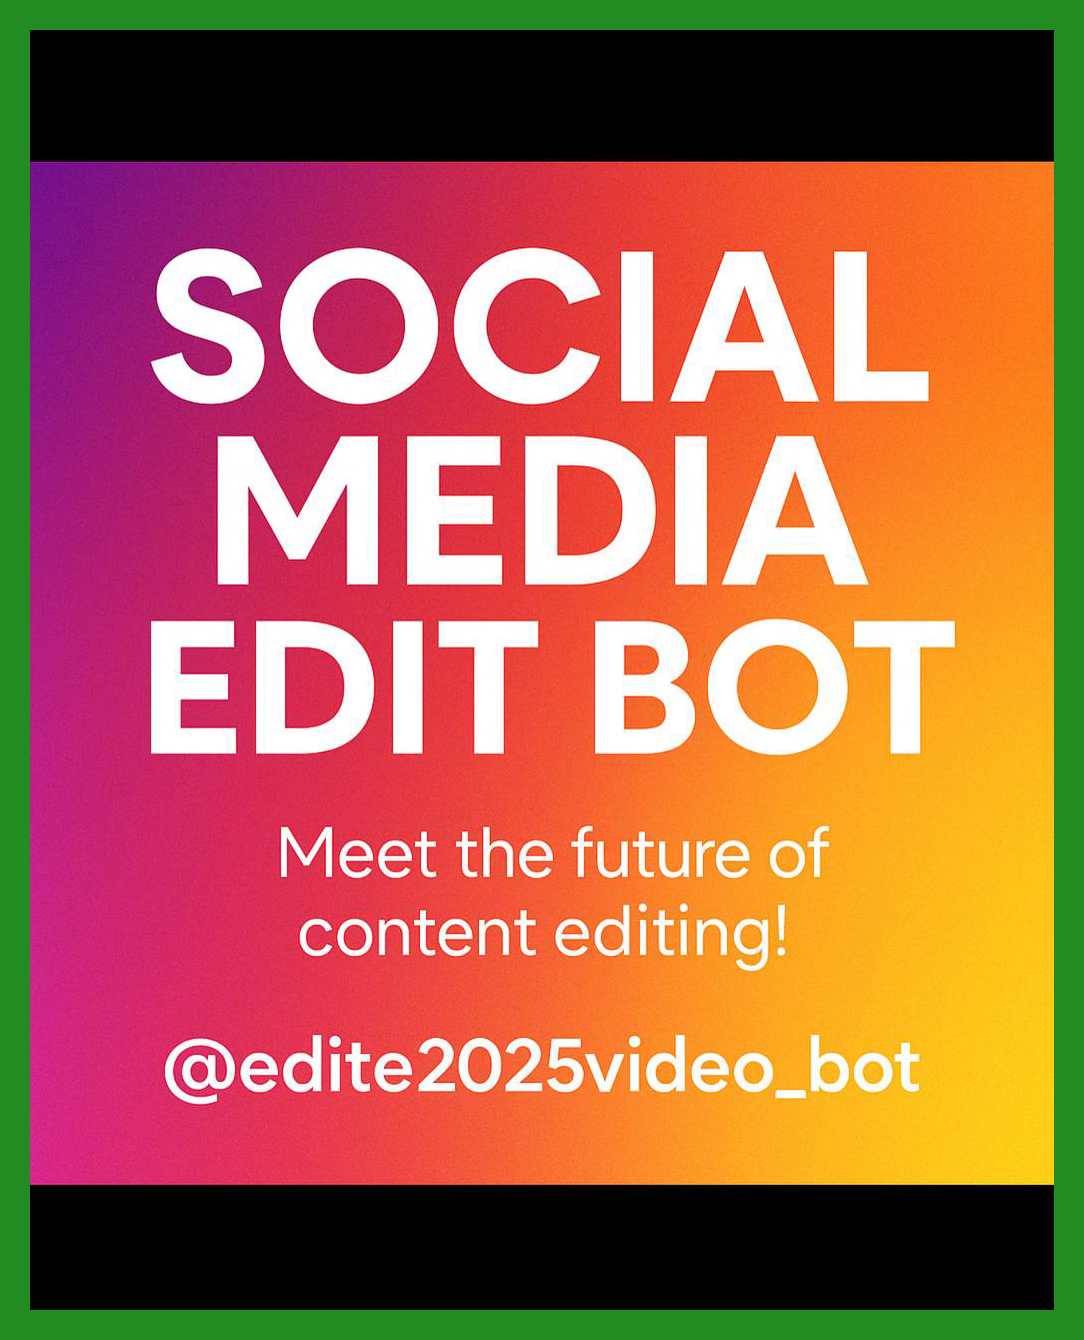 SOCIAL
MEDIA
EDIT BOT
Meet the future of
content editing!
@edite2025video_bot